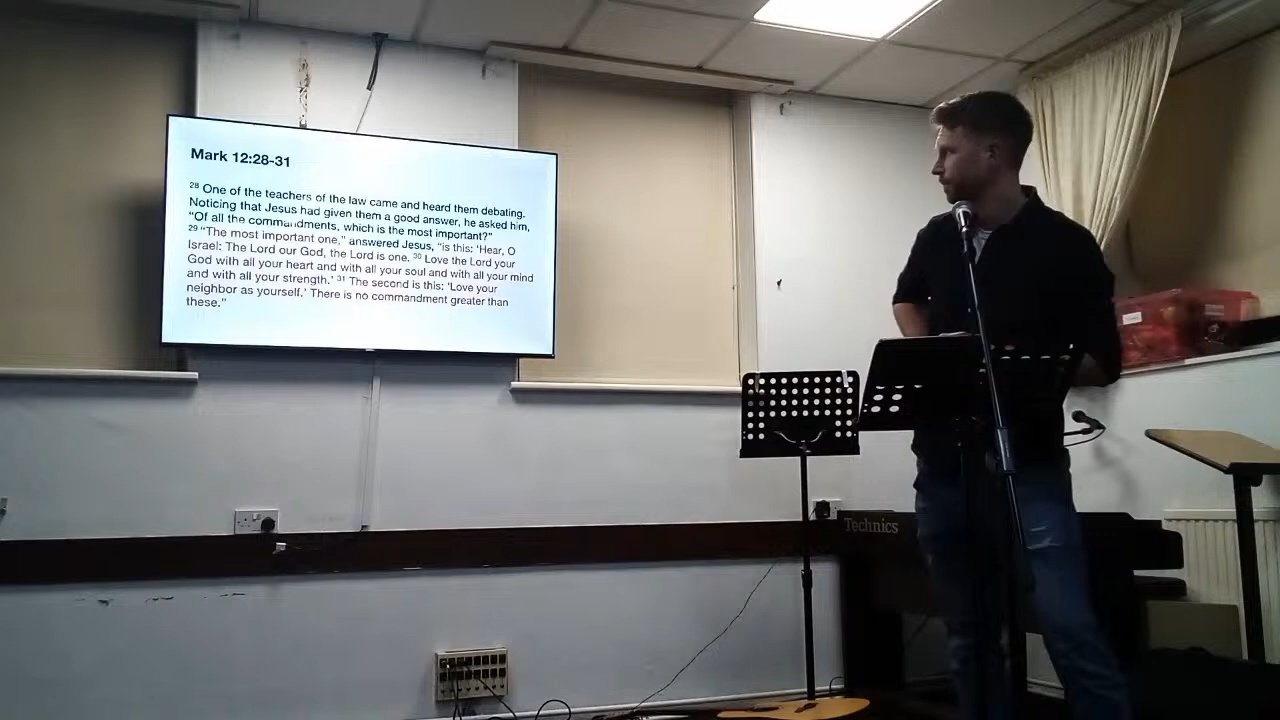 Mark 12:28-31
28 One of the teachers of the law came and heard them debating.
Noticing that Jesus had given them a good answer, he asked him,
"Of all the commandments, which is the most important?"
29 "The most important one," answered Jesus, "is this: 'Hear, O
Israel: The Lord our God, the Lord is one. 30 Love the Lord your
God with all your heart and with all your soul and with all your mind
and with all your strength.' 31 The second is this: 'Love your
neighbor as yourself.' There is no commandment greater than
these."
Technics